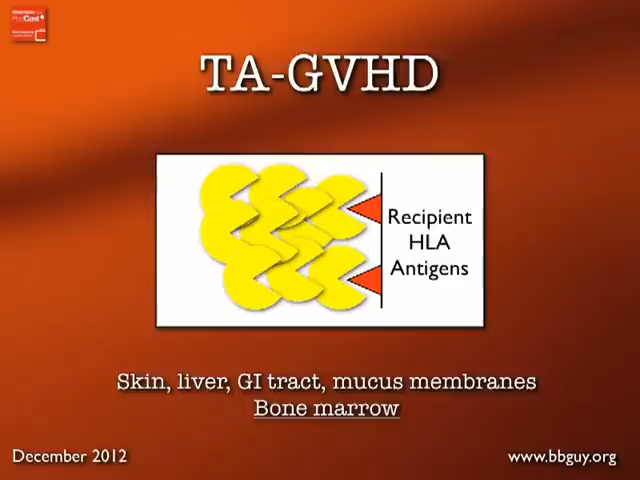 TA-GVHD
Recipient
HLA
Antigens
Skin, liver, GI tract, mucus membranes
Bone marrow
December 2012
www.bbguy.org